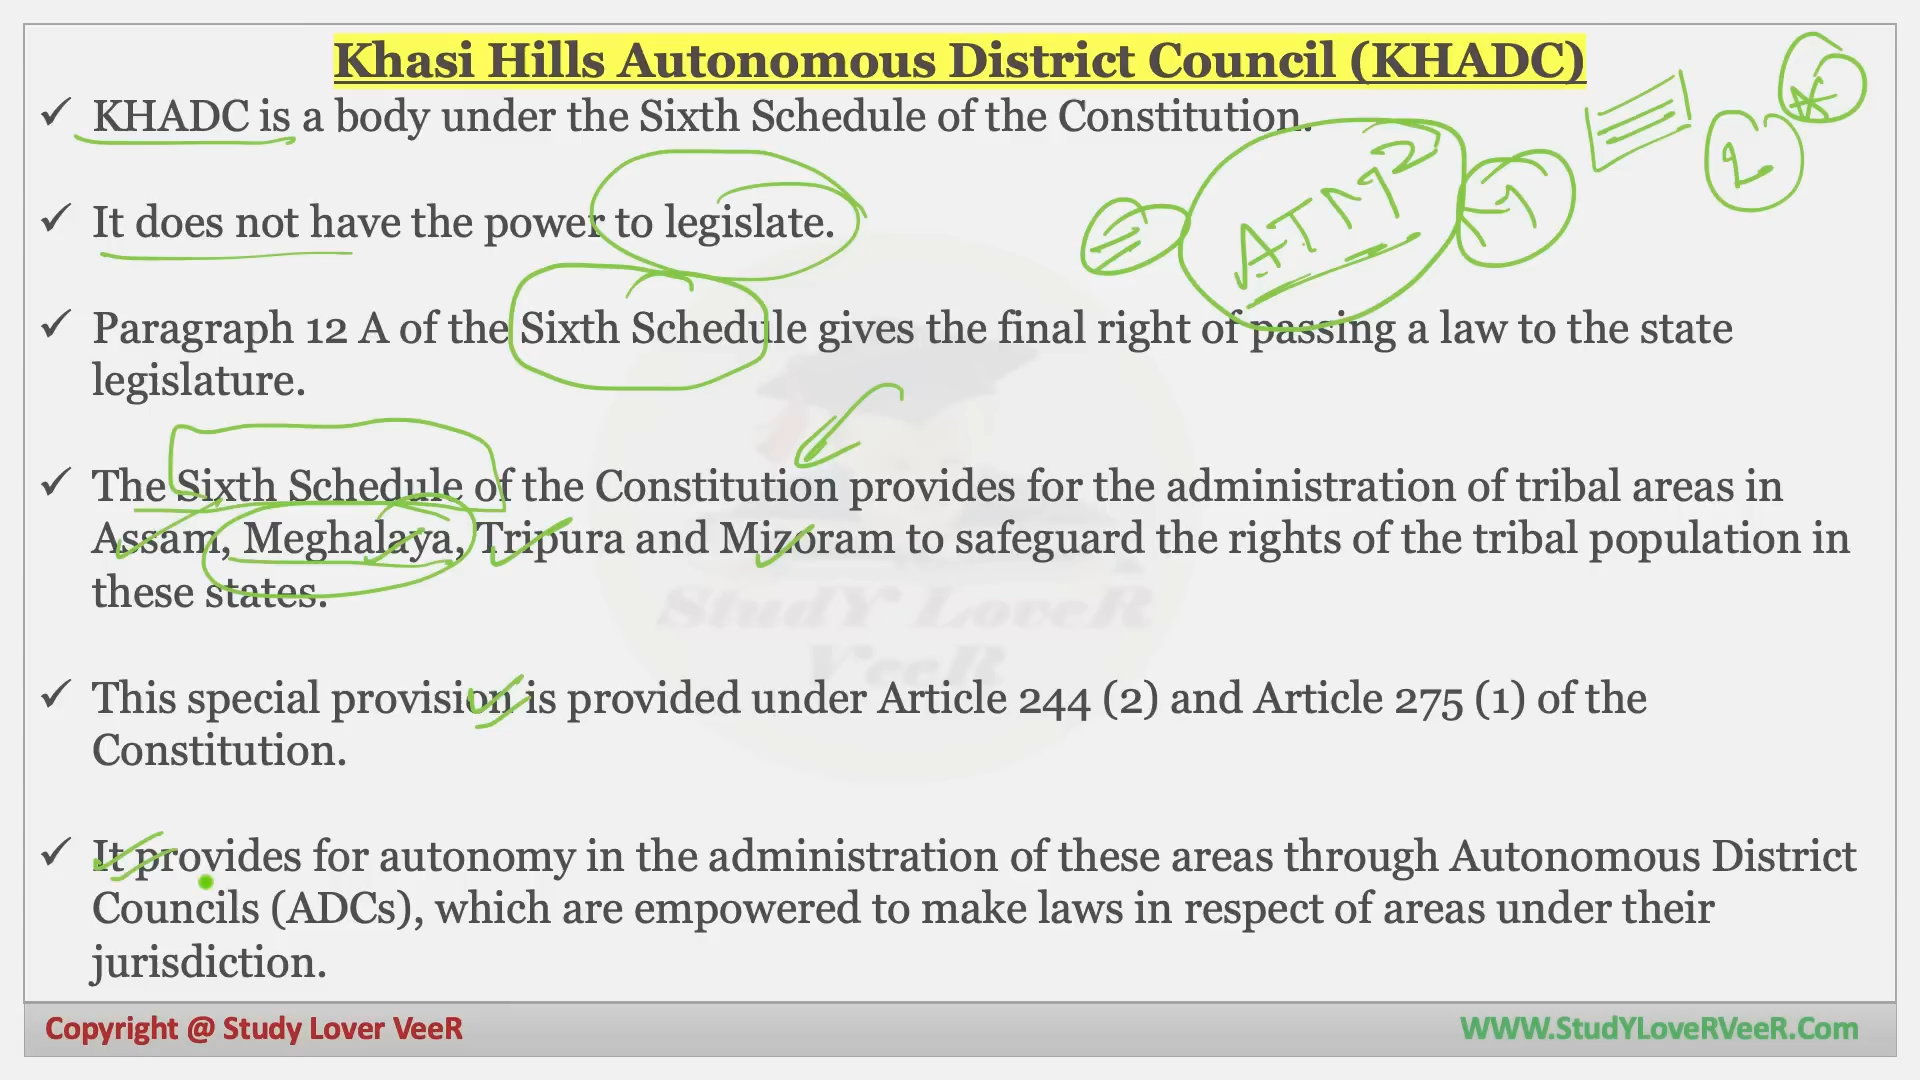 Khasi Hills Autonomous District Council (KHADC)
✓ KHADC is a body under the Sixth Schedule of the Constitution.
✓ It does not have the power to legislate.
ATM²
2
✓ Paragraph 12 A of the Sixth Schedule gives the final right of passing a law to the state
legislature.
✓ The Sixth Schedule of the Constitution provides for the administration of tribal areas in
Assam, Meghalaya, Tripura and Mizoram to safeguard the rights of the tribal population in
these states.
StudY LoveR
VeeR
✓ This special provision is provided under Article 244 (2) and Article 275 (1) of the
Constitution.
✓ It provides for autonomy in the administration of these areas through Autonomous District
Councils (ADCs), which are empowered to make laws in respect of areas under their
jurisdiction.
Copyright @ Study Lover VeeR
WWW.StudYLoveRVeeR.Com